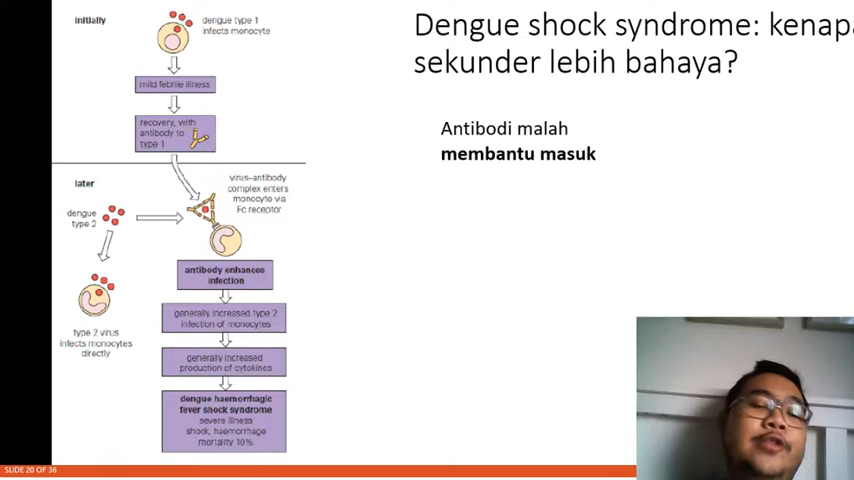 Dengue shock syndrome: kenapa
sekunder lebih bahaya?
Antibodi malah
membantu masuk
initially
dengue type 1
infects monocyte
mild febrile illness
recovery, with
antibody to
type 1
later
virus–antibody
complex enters
monocyte via
Fc receptor
dengue
type 2
antibody enhances
infection
generally increased type 2
infection of monocytes
type 2 virus
infects monocytes
directly
generally increased
production of cytokines
dengue haemorrhagic
fever shock syndrome
severe illness
shock, haemorrhage
mortality 10%
SLIDE 20 OF 36